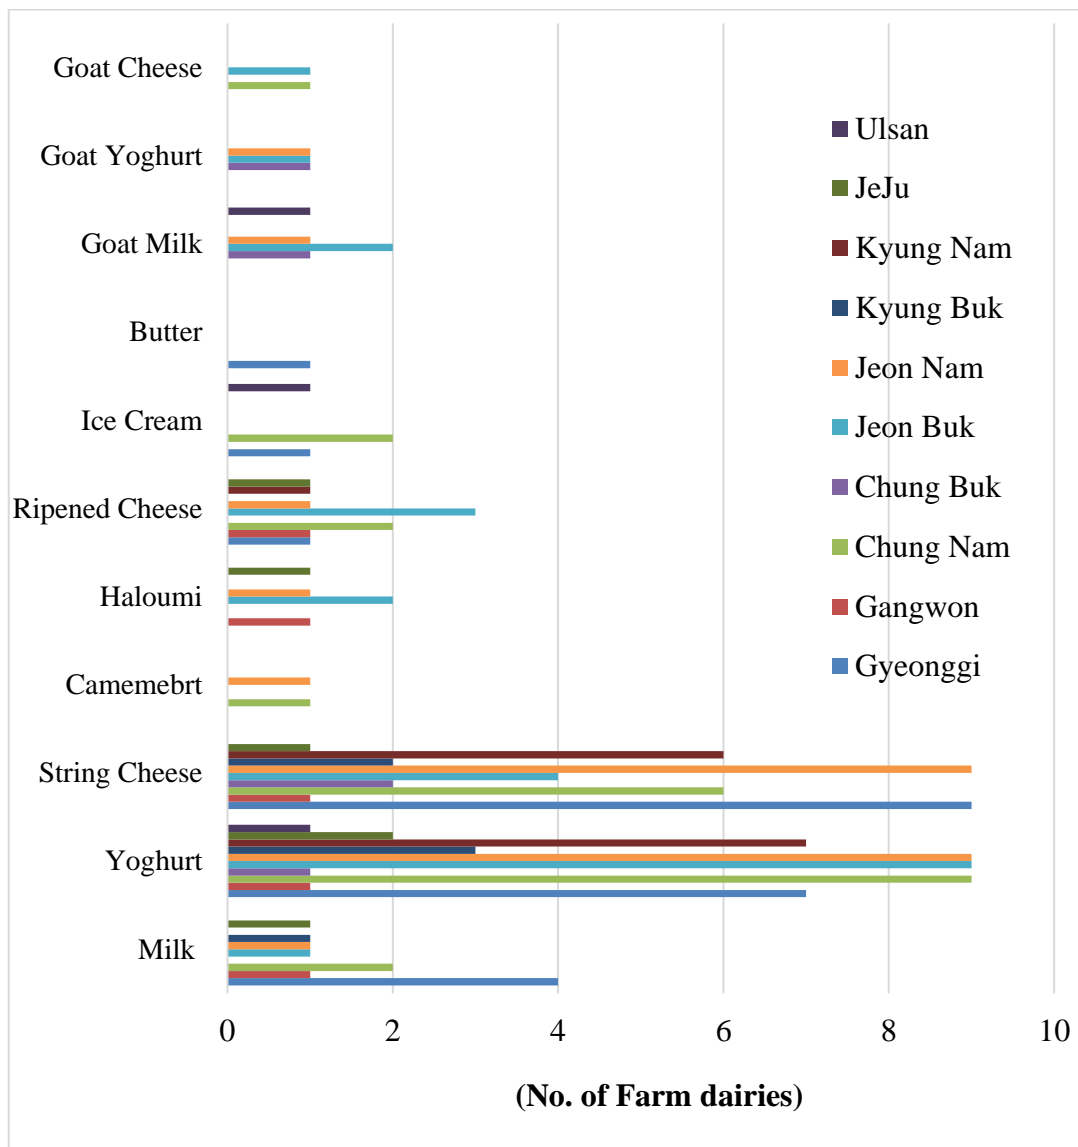 Goat Cheese
Goat Yoghurt
Goat Milk
Butter
Ice Cream
Ripened Cheese
Haloumi
Camemebrt
String Cheese
Yoghurt
Milk
Ulsan
JeJu
Kyung Nam
Kyung Buk
Jeon Nam
Jeon Buk
Chung Buk
Chung Nam
Gangwon
Gyeonggi
0 2 4 6 8 10
(No. of Farm dairies)